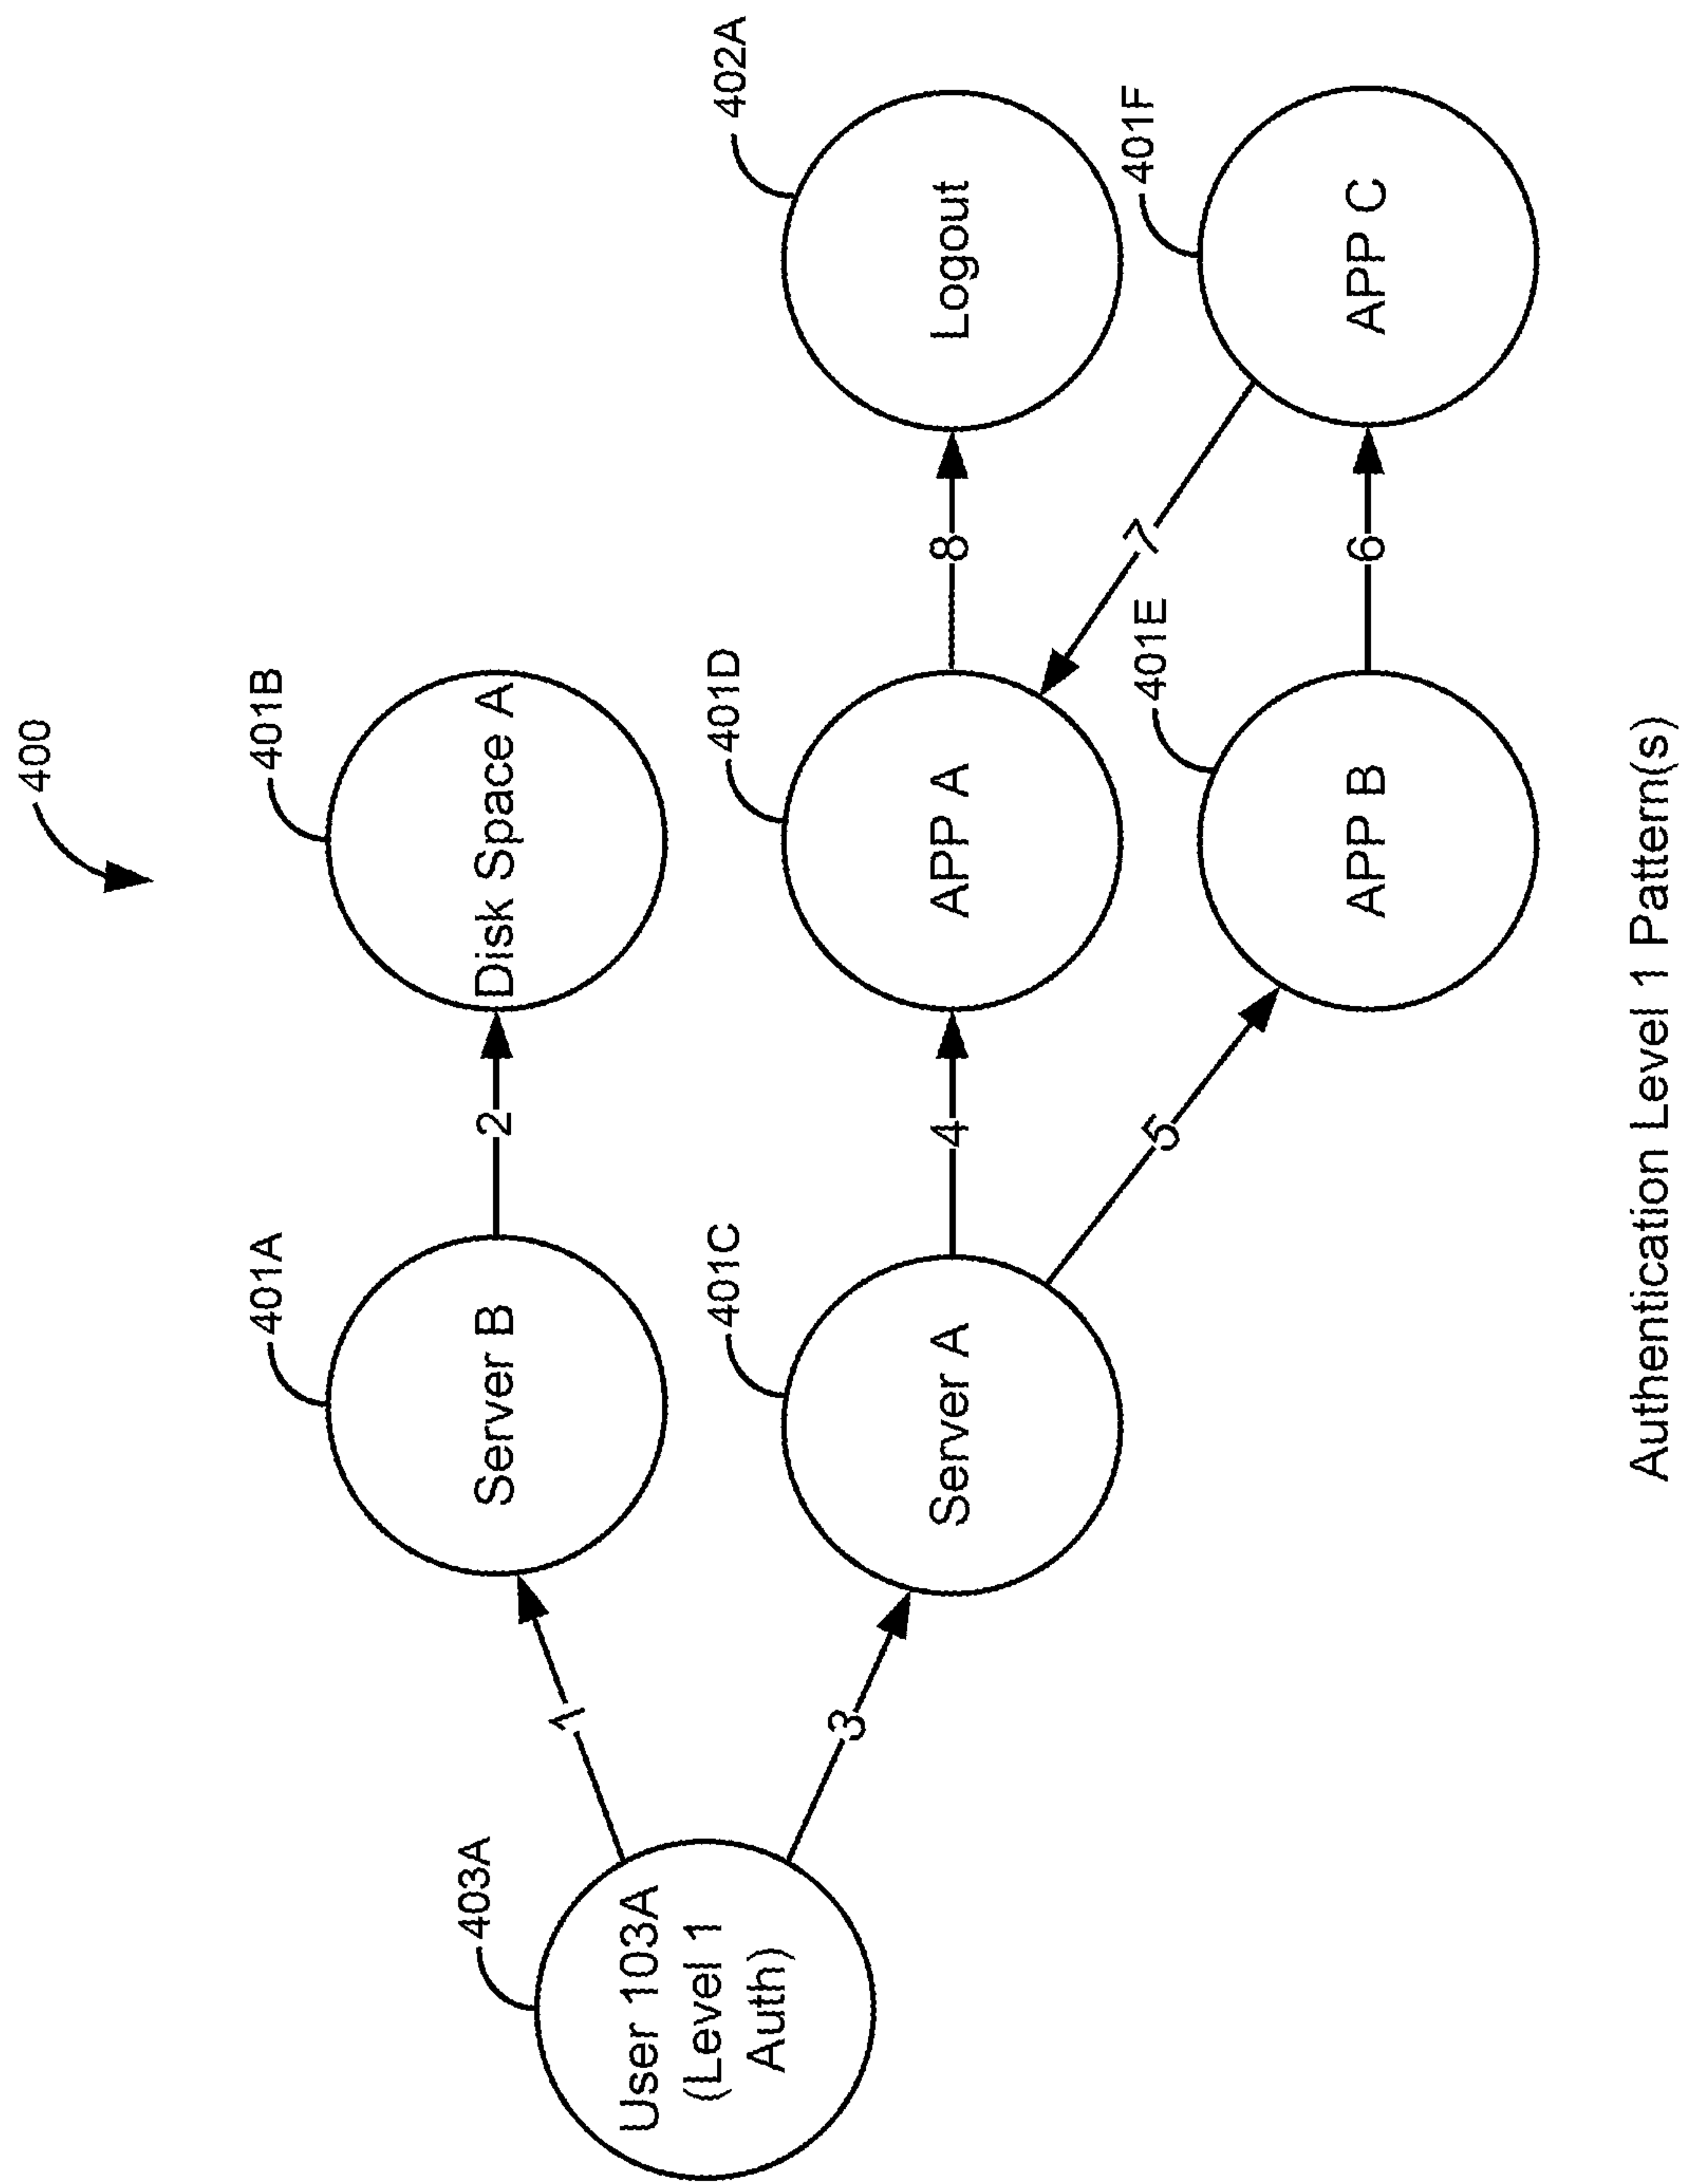 400
403A
User 103A
(Level 1
Auth)
1
3
401A
Server B
2
401B
Disk Space A
401C
Server A
4
5
401D
APP A
8
402A
Logout
7
401E
APP B
6
401F
APP C
Authentication Level 1 Pattern(s)